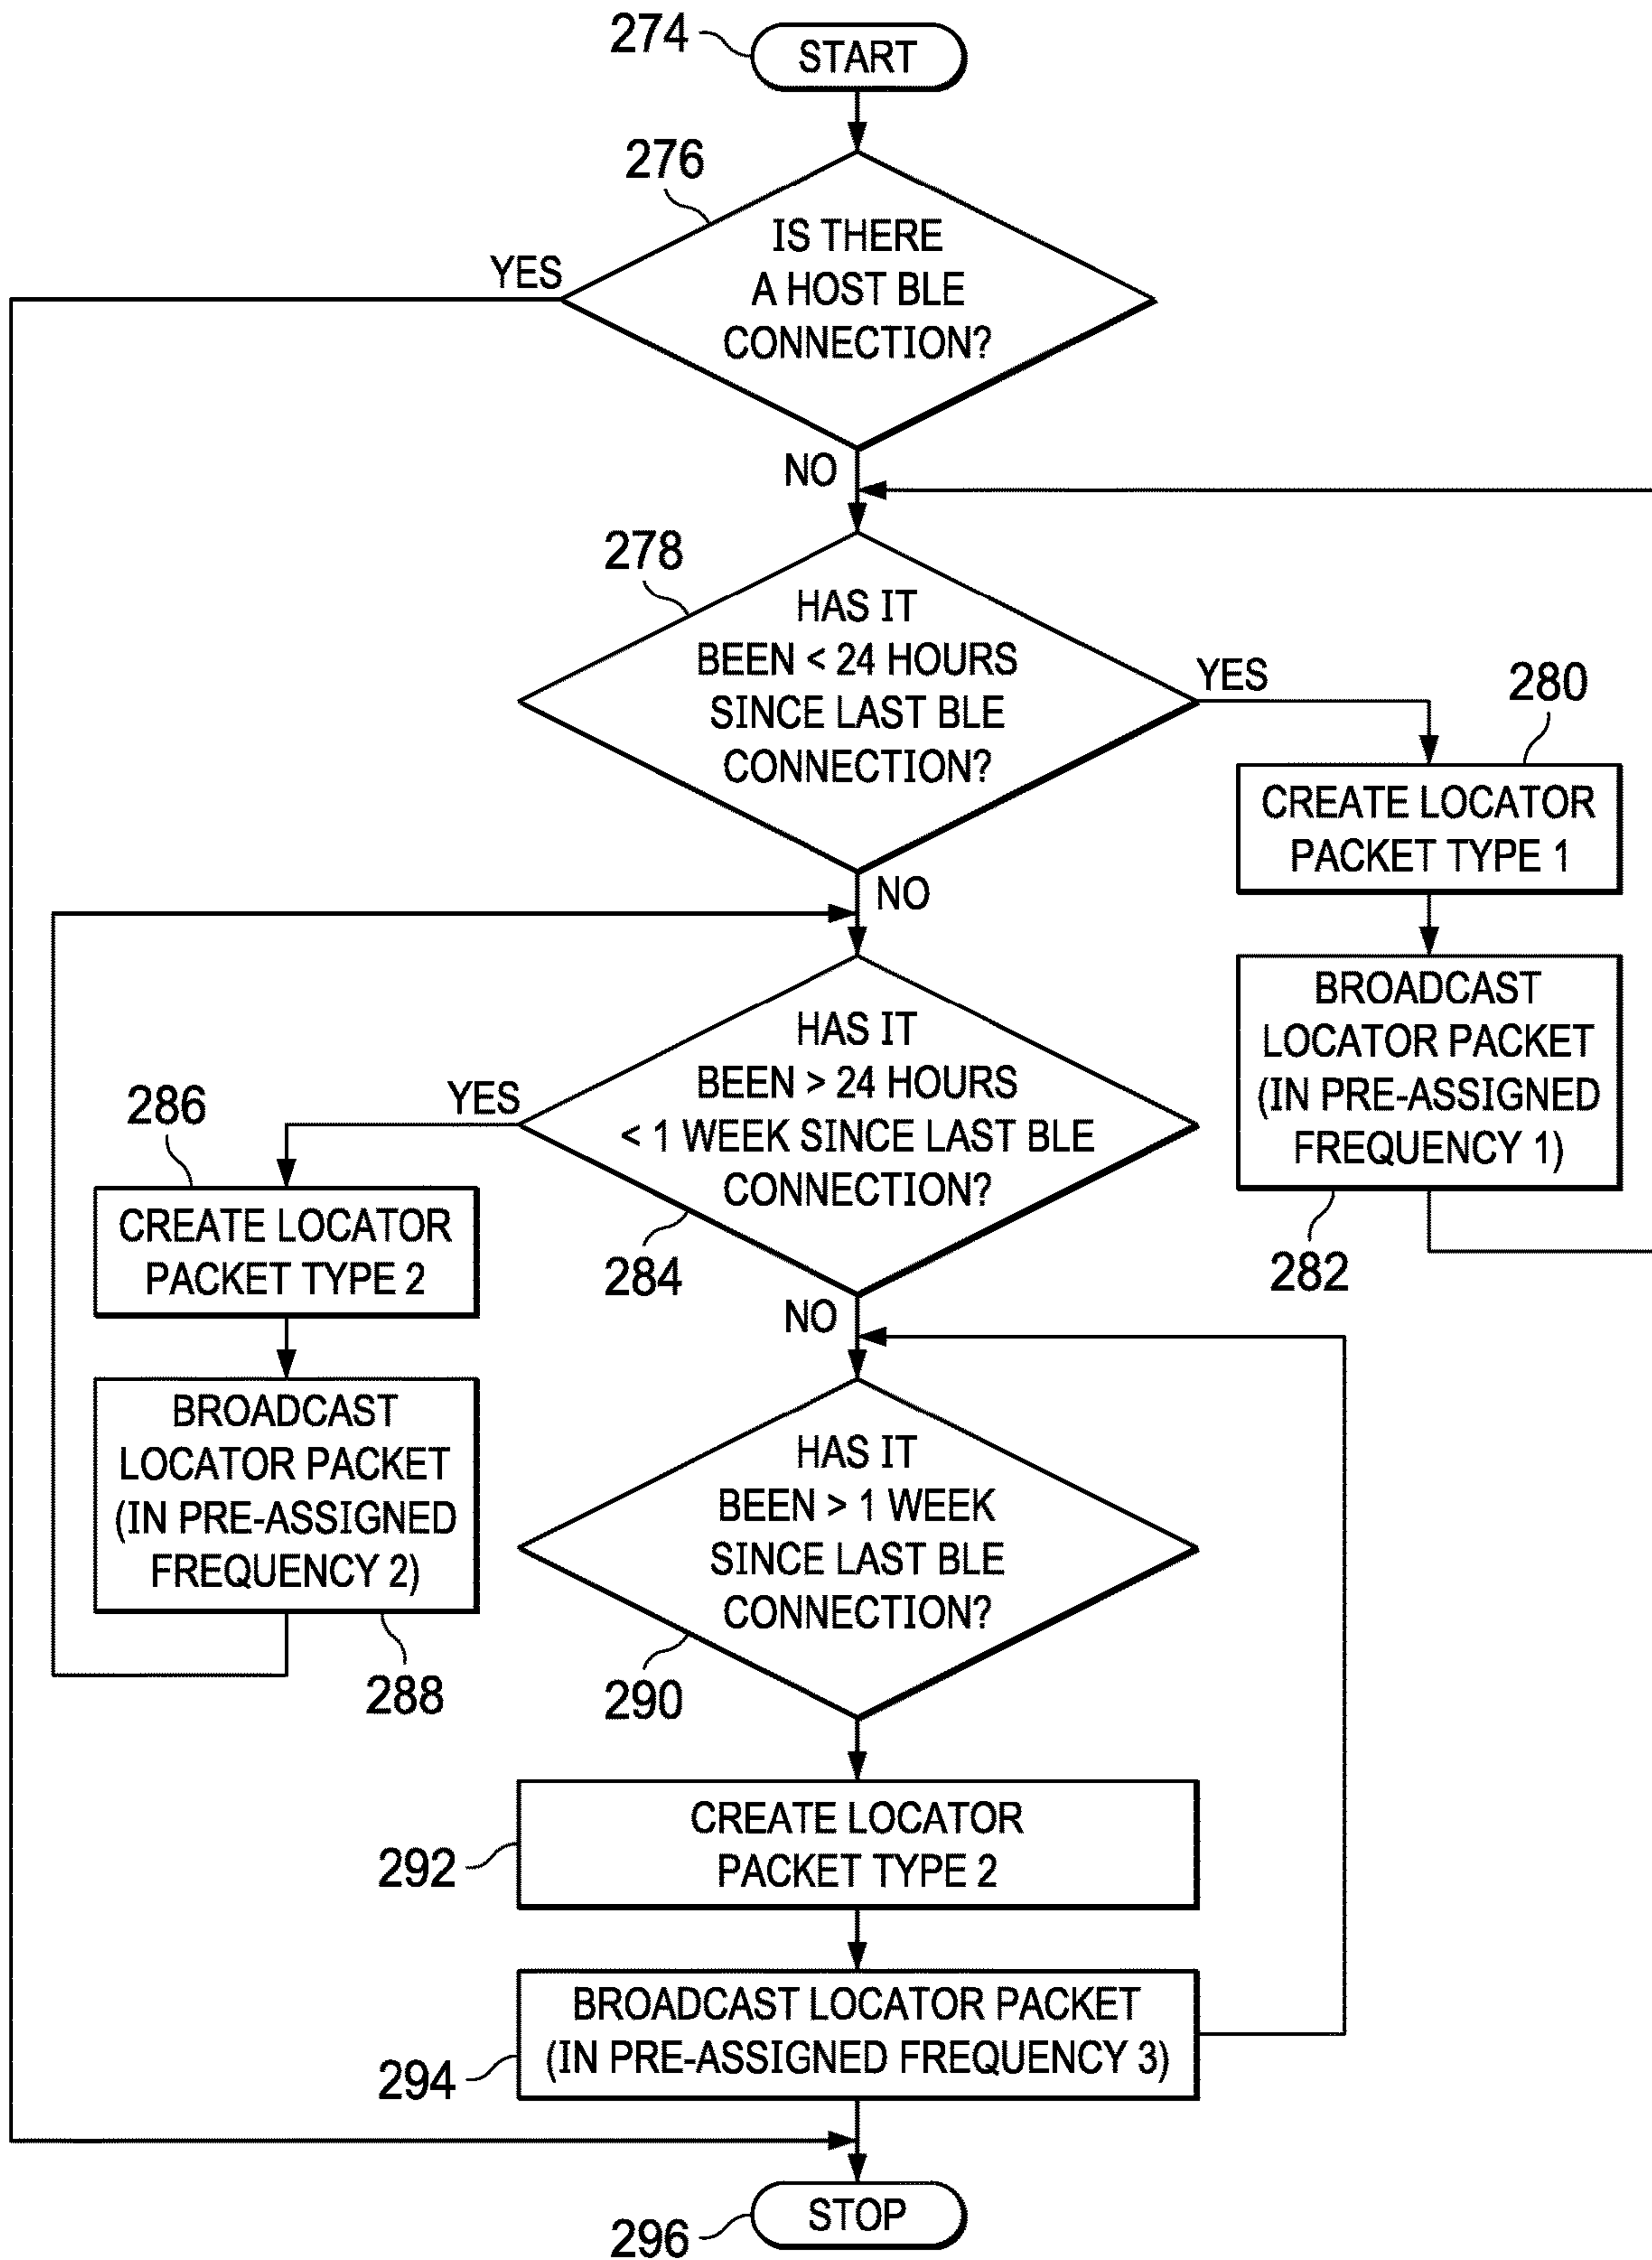 274
START
276
IS THERE
A HOST BLE
CONNECTION?
YES
NO
278
HAS IT
BEEN < 24 HOURS
SINCE LAST BLE
CONNECTION?
YES
280
CREATE LOCATOR
PACKET TYPE 1
NO
BROADCAST
LOCATOR PACKET
(IN PRE-ASSIGNED
FREQUENCY 1)
282
HAS IT
BEEN > 24 HOURS
< 1 WEEK SINCE LAST BLE
CONNECTION?
284
YES
286
CREATE LOCATOR
PACKET TYPE 2
BROADCAST
LOCATOR PACKET
(IN PRE-ASSIGNED
FREQUENCY 2)
288
NO
HAS IT
BEEN > 1 WEEK
SINCE LAST BLE
CONNECTION?
290
292
CREATE LOCATOR
PACKET TYPE 2
BROADCAST LOCATOR PACKET
(IN PRE-ASSIGNED FREQUENCY 3)
294
STOP
296